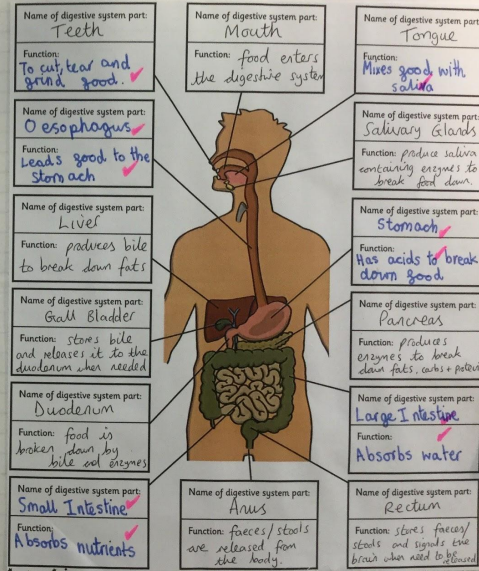 Name of digestive system part:
Teeth
Function:
To cut, tear and
grind food.
Name of digestive system part:
Mouth
Function: food enters
the digestive system
Name of digestive system part:
Tongue
Function:
Mixes food with
saliva
Name of digestive system part:
Oesophagus
Function:
Leads food to the
stomach
Name of digestive system part:
Salivary Glands
Function: produce saliva
containing enzymes to
break food down.
Name of digestive system part:
Liver
Function: produces bile
to break down fats
Name of digestive system part:
Stomach
Function:
Has acids to break
down food
Name of digestive system part:
Gall Bladder
Function: stores bile
and releases it to the
duodenum when needed
Name of digestive system part:
Pancreas
Function: produces
enzymes to break
down fats, carbs +
Name of digestive system part:
Duodenum
Function: food is
broken down by
bile and enzymes
Name of digestive system part:
Large Intestine
Function:
Absorbs water
Name of digestive system part:
Small Intestine
Function:
Absorbs nutrients
Name of digestive system part:
Anus
Function: faeces/stools
are released from
the body.
Name of digestive system part:
Rectum
Function: stores faeces/
stools and signals the
brain when need to be
released